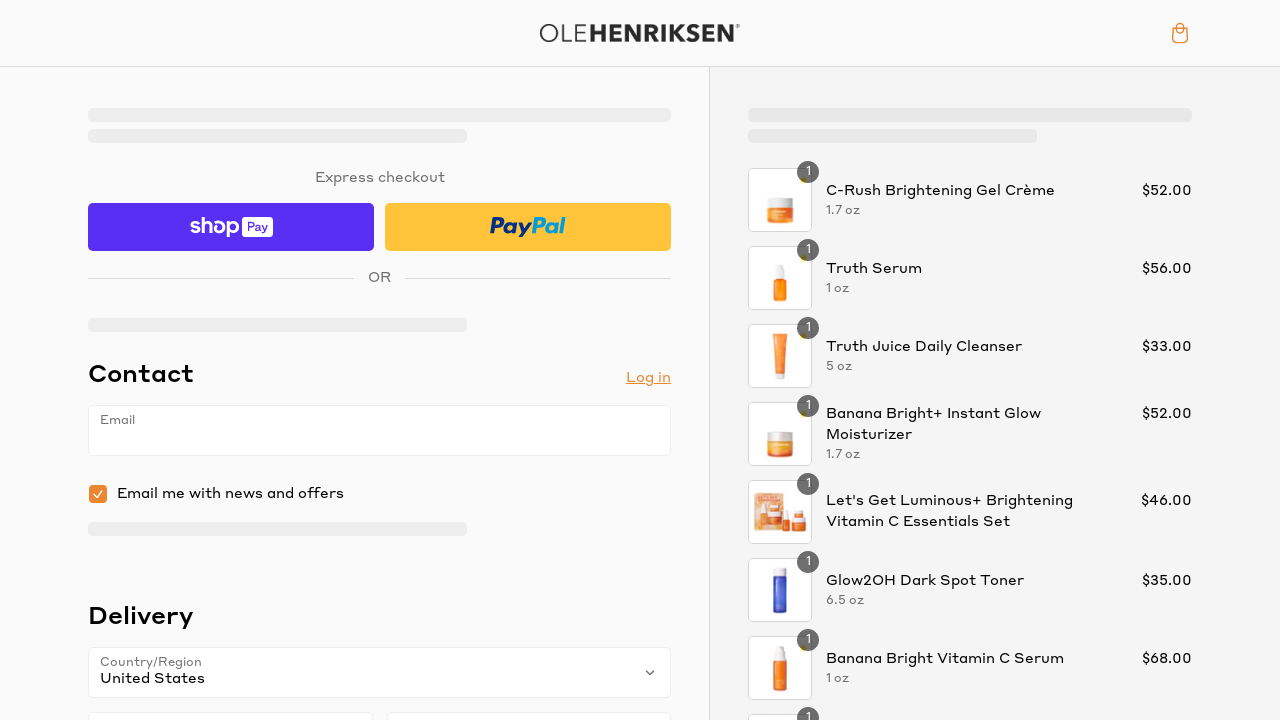 OLEHENRIKSEN®
Express checkout
shop Pay
PayPal
OR
Contact
Log in
Email
Email me with news and offers
Delivery
Country/Region
United States
1
C-Rush Brightening Gel Crème
$52.00
1.7 oz
1
Truth Serum
$56.00
1 oz
1
Truth Juice Daily Cleanser
$33.00
5 oz
1
Banana Bright+ Instant Glow
Moisturizer
$52.00
1.7 oz
1
Let's Get Luminous+ Brightening
Vitamin C Essentials Set
$46.00
1
Glow2OH Dark Spot Toner
$35.00
6.5 oz
1
Banana Bright Vitamin C Serum
$68.00
1 oz
1